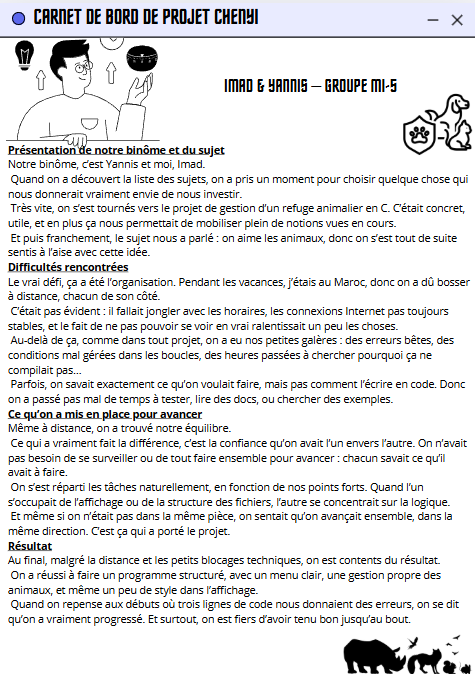 CARNET DE BORD DE PROJET CHENYI
IMAD & YANNIS – GROUPE MI-5
Présentation de notre binôme et du sujet
Notre binôme, c'est Yannis et moi, Imad.
Quand on a découvert la liste des sujets, on a pris un moment pour choisir quelque chose qui
nous donnerait vraiment envie de nous investir.
Très vite, on s'est tournés vers le projet de gestion d'un refuge animalier en C. C'était concret,
utile, et en plus ça nous permettait de mobiliser plein de notions vues en cours.
Et puis franchement, le sujet nous a parlé : on aime les animaux, donc on s'est tout de suite
sentis à l'aise avec cette idée.
Difficultés rencontrées
Le vrai défi, ça a été l'organisation. Pendant les vacances, j'étais au Maroc, donc on a dû bosser
à distance, chacun de son côté.
C'était pas évident : il fallait jongler avec les horaires, les connexions Internet pas toujours
stables, et le fait de ne pas pouvoir se voir en vrai ralentissait un peu les choses.
Au-delà de ça, comme dans tout projet, on a eu nos petites galères : des erreurs bêtes, des
conditions mal gérées dans les boucles, des heures passées à chercher pourquoi ça ne
compilait pas...
Parfois, on savait exactement ce qu'on voulait faire, mais pas comment l'écrire en code. Donc
on a passé pas mal de temps à tester, lire des docs, ou chercher des exemples.
Ce qu'on a mis en place pour avancer
Même à distance, on a trouvé notre équilibre.
Ce qui a vraiment fait la différence, c'est la confiance qu'on avait l'un envers l'autre. On n'avait
pas besoin de se surveiller ou de tout faire ensemble pour avancer : chacun savait ce qu'il
avait à faire.
On s'est réparti les tâches naturellement, en fonction de nos points forts. Quand l'un
s'occupait de l'affichage ou de la structure des fichiers, l'autre se concentrait sur la logique.
Et même si on n'était pas dans la même pièce, on sentait qu'on avançait ensemble, dans la
même direction. C'est ça qui a porté le projet.
Résultat
Au final, malgré la distance et les petits blocages techniques, on est contents du résultat.
On a réussi à faire un programme structuré, avec un menu clair, une gestion propre des
animaux, et même un peu de style dans l'affichage.
Quand on repense aux débuts où trois lignes de code nous donnaient des erreurs, on se dit
qu'on a vraiment progressé. Et surtout, on est fiers d'avoir tenu bon jusqu'au bout.